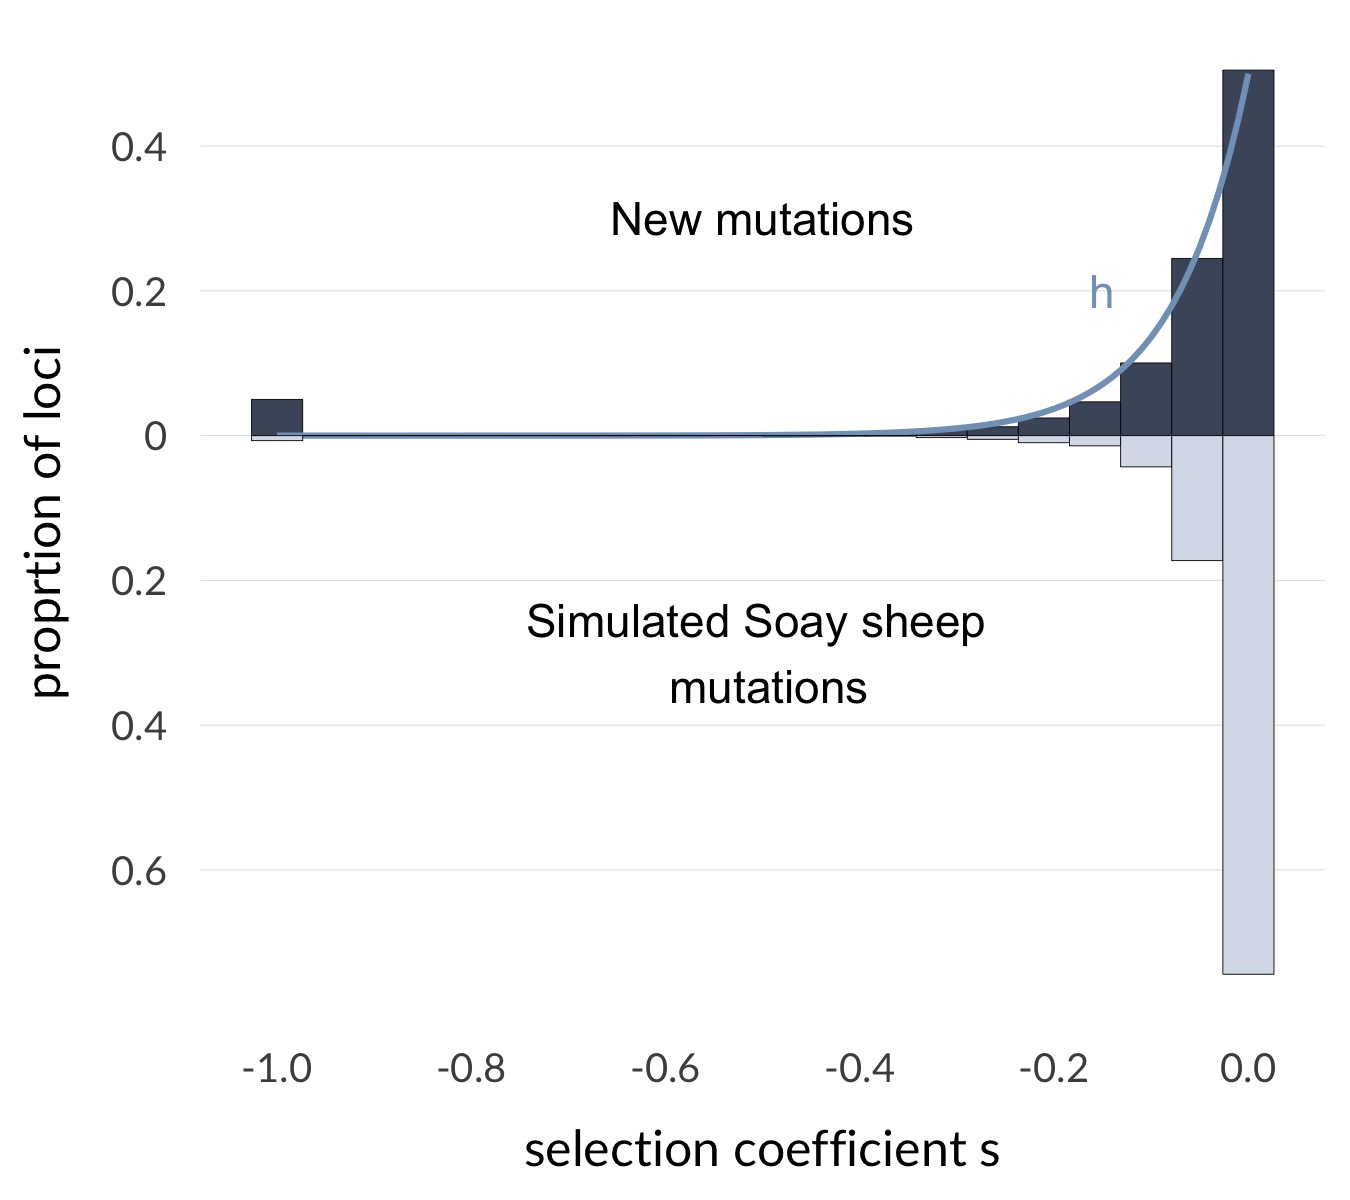 0.4
New mutations
0.2
h
0
0.2
Simulated Soay sheep
mutations
0.4
0.6
proprtion of loci
-1.0 -0.8 -0.6 -0.4 -0.2 0.0
selection coefficient s